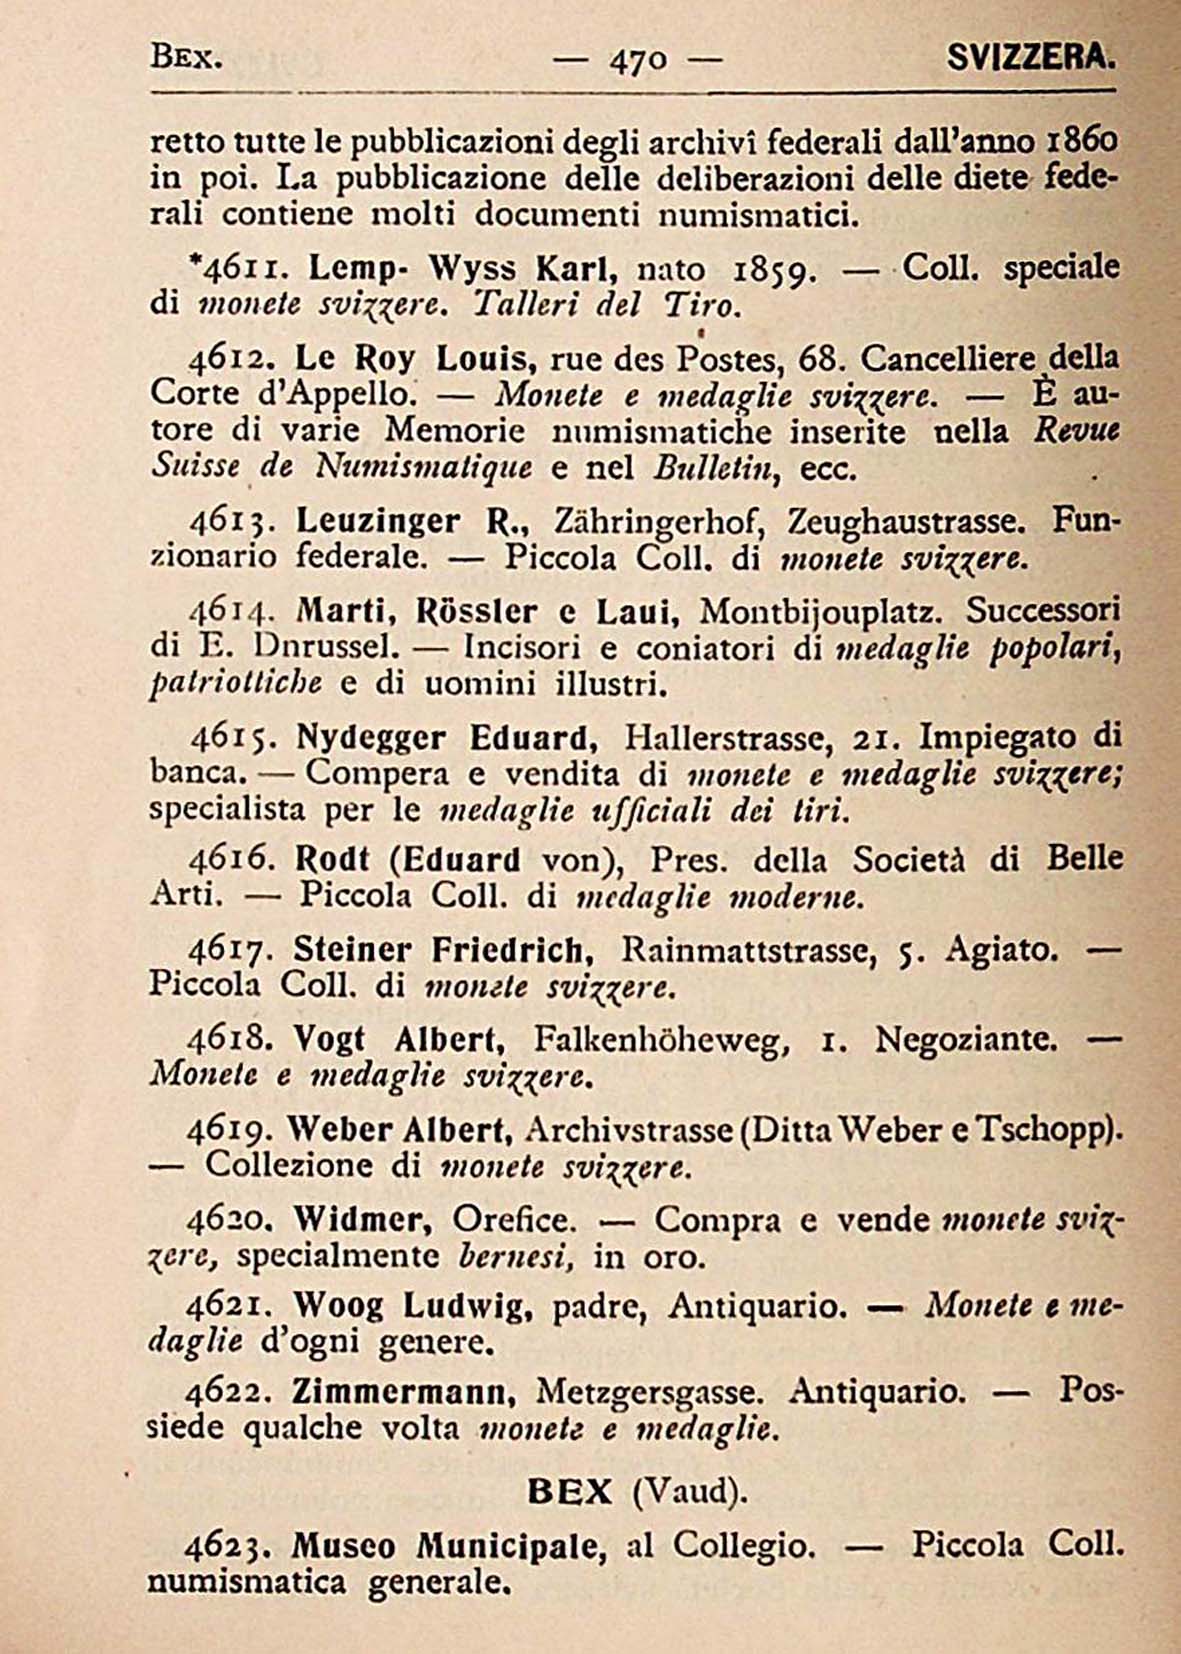 BEX. — 470 — SVIZZERA.
retto tutte le pubblicazioni degli archivî federali dall'anno 1860
in poi. La pubblicazione delle deliberazioni delle diete fede-
rali contiene molti documenti numismatici.
*4611. Lemp- Wyss Karl, nato 1859. — Coll. speciale
di monete svizzere. Talleri del Tiro.
4612. Le Roy Louis, rue des Postes, 68. Cancelliere della
Corte d'Appello. — Monete e medaglie svizzere. — È au-
tore di varie Memorie numismatiche inserite nella Revue
Suisse de Numismatique e nel Bulletin, ecc.
4613. Leuzinger R., Zähringerhof, Zeughaustrasse. Fun-
zionario federale. — Piccola Coll. di monete svizzere.
4614. Marti, Rössler e Laui, Montbijouplatz. Successori
di E. Dnrussel. — Incisori e coniatori di medaglie popolari,
patriottiche e di uomini illustri.
4615. Nydegger Eduard, Hallerstrasse, 21. Impiegato di
banca. — Compera e vendita di monete e medaglie svizzere;
specialista per le medaglie ufficiali dei tiri.
4616. Rodt (Eduard von), Pres. della Società di Belle
Arti. — Piccola Coll. di medaglie moderne.
4617. Steiner Friedrich, Rainmattstrasse, 5. Agiato. —
Piccola Coll. di monete svizzere.
4618. Vogt Albert, Falkenhöheweg, 1. Negoziante. —
Monete e medaglie svizzere.
4619. Weber Albert, Archivstrasse (Ditta Weber e Tschopp).
— Collezione di monete svizzere.
4620. Widmer, Orefice. — Compra e vende monete sviz-
zere, specialmente bernesi, in oro.
4621. Woog Ludwig, padre, Antiquario. — Monete e me-
daglie d'ogni genere.
4622. Zimmermann, Metzgersgasse. Antiquario. — Pos-
siede qualche volta monete e medaglie.
BEX (Vaud).
4623. Museo Municipale, al Collegio. — Piccola Coll.
numismatica generale.